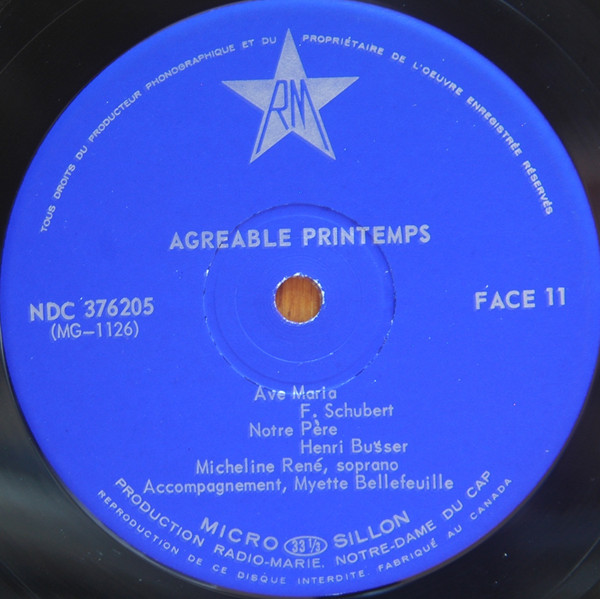 TOUS DROITS DU PRODUCTEUR PHONOGRAPHIQUE ET DU PROPRIÉTAIRE DE L'OEUVRE ENREGISTRÉE RÉSERVÉS
RM
AGREABLE PRINTEMPS
NDC 376205
(MG-1126)
FACE 11
Ave Maria
F. Schubert
Notre Père
Henri Busser
Micheline René, soprano
Accompagnement, Myette Bellefeuille
MICRO 33 1/3 SILLON
PRODUCTION RADIO-MARIE, NOTRE-DAME DU CAP
REPRODUCTION DE CE DISQUE INTERDITE FABRIQUÉ AU CANADA